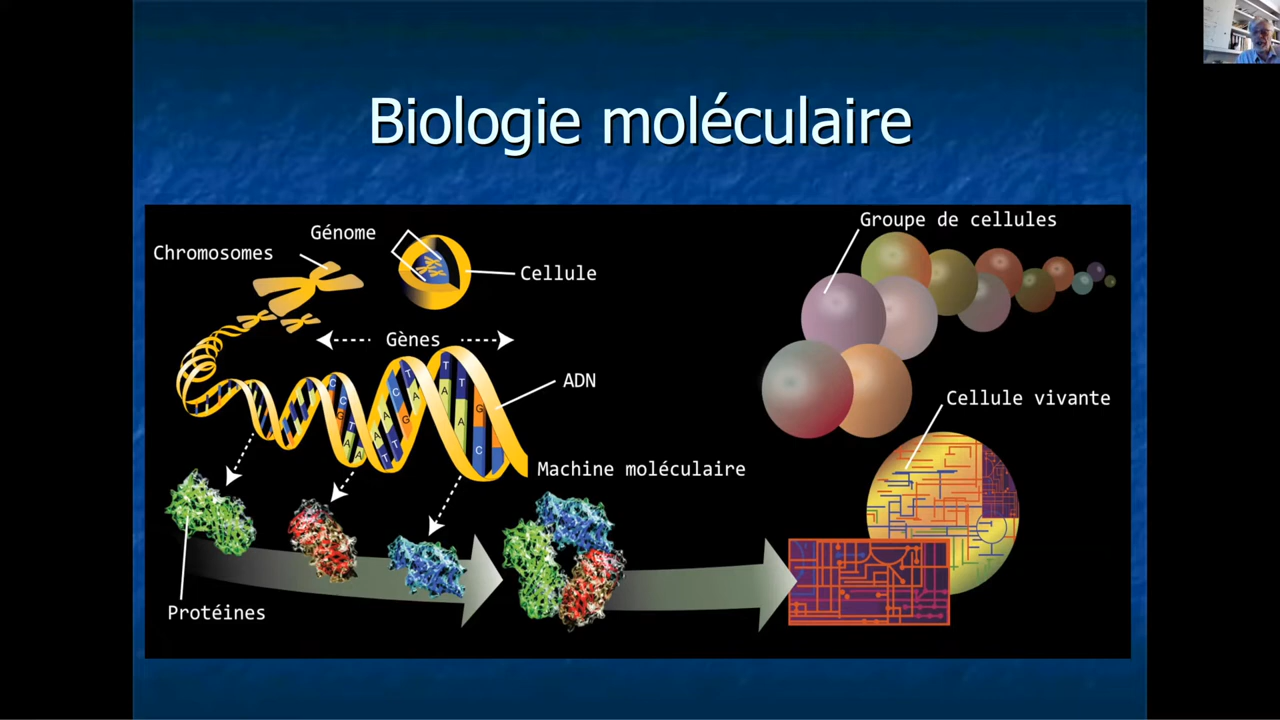 Biologie moléculaire
Groupe de cellules
Génome
Chromosomes
Cellule
Gènes
ADN
Cellule vivante
Machine moléculaire
Protéines
T
T
A
G
A
C
T
A
C
G
A
A
T
T
C
C
G
T
A
A